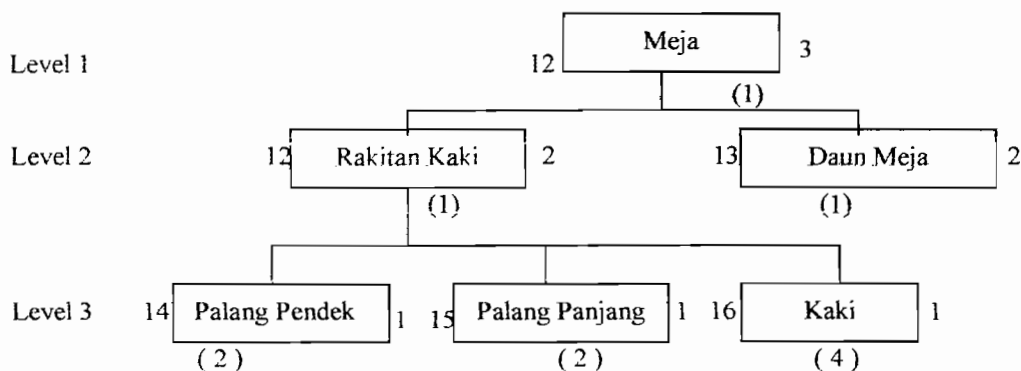 Level 1 12 Meja 3
(1)
Level 2 12 Rakitan Kaki 2 13 Daun Meja 2
(1) (1)
Level 3 14 Palang Pendek 1 15 Palang Panjang 1 16 Kaki 1
( 2 ) ( 2 ) ( 4 )